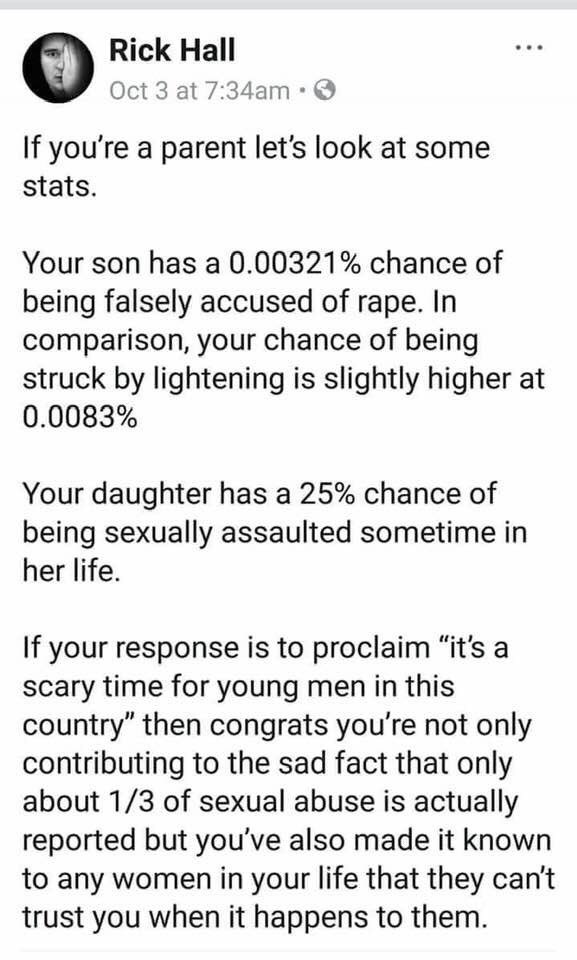 Rick Hall
Oct 3 at 7:34am •
If you're a parent let's look at some
stats.
Your son has a 0.00321% chance of
being falsely accused of rape. In
comparison, your chance of being
struck by lightening is slightly higher at
0.0083%
Your daughter has a 25% chance of
being sexually assaulted sometime in
her life.
If your response is to proclaim “it's a
scary time for young men in this
country” then congrats you're not only
contributing to the sad fact that only
about 1/3 of sexual abuse is actually
reported but you've also made it known
to any women in your life that they can't
trust you when it happens to them.